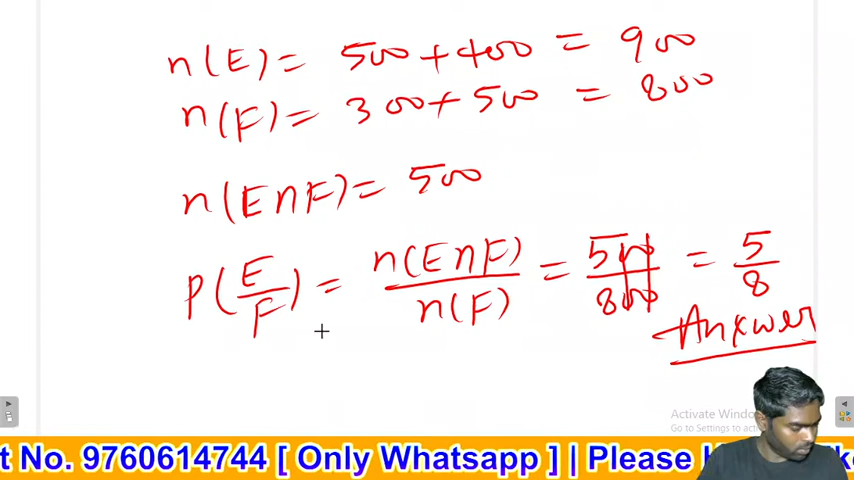 n(E) = 500 + 400 = 900
n(F) = 300 + 500 = 800
n(E∩F) = 500
P(E/F) = n(E∩F)/n(F) = 500/800 = 5/8
Answer
Activate Windo
Go to Settings to
t No. 9760614744 [ Only Whatsapp ] | Please